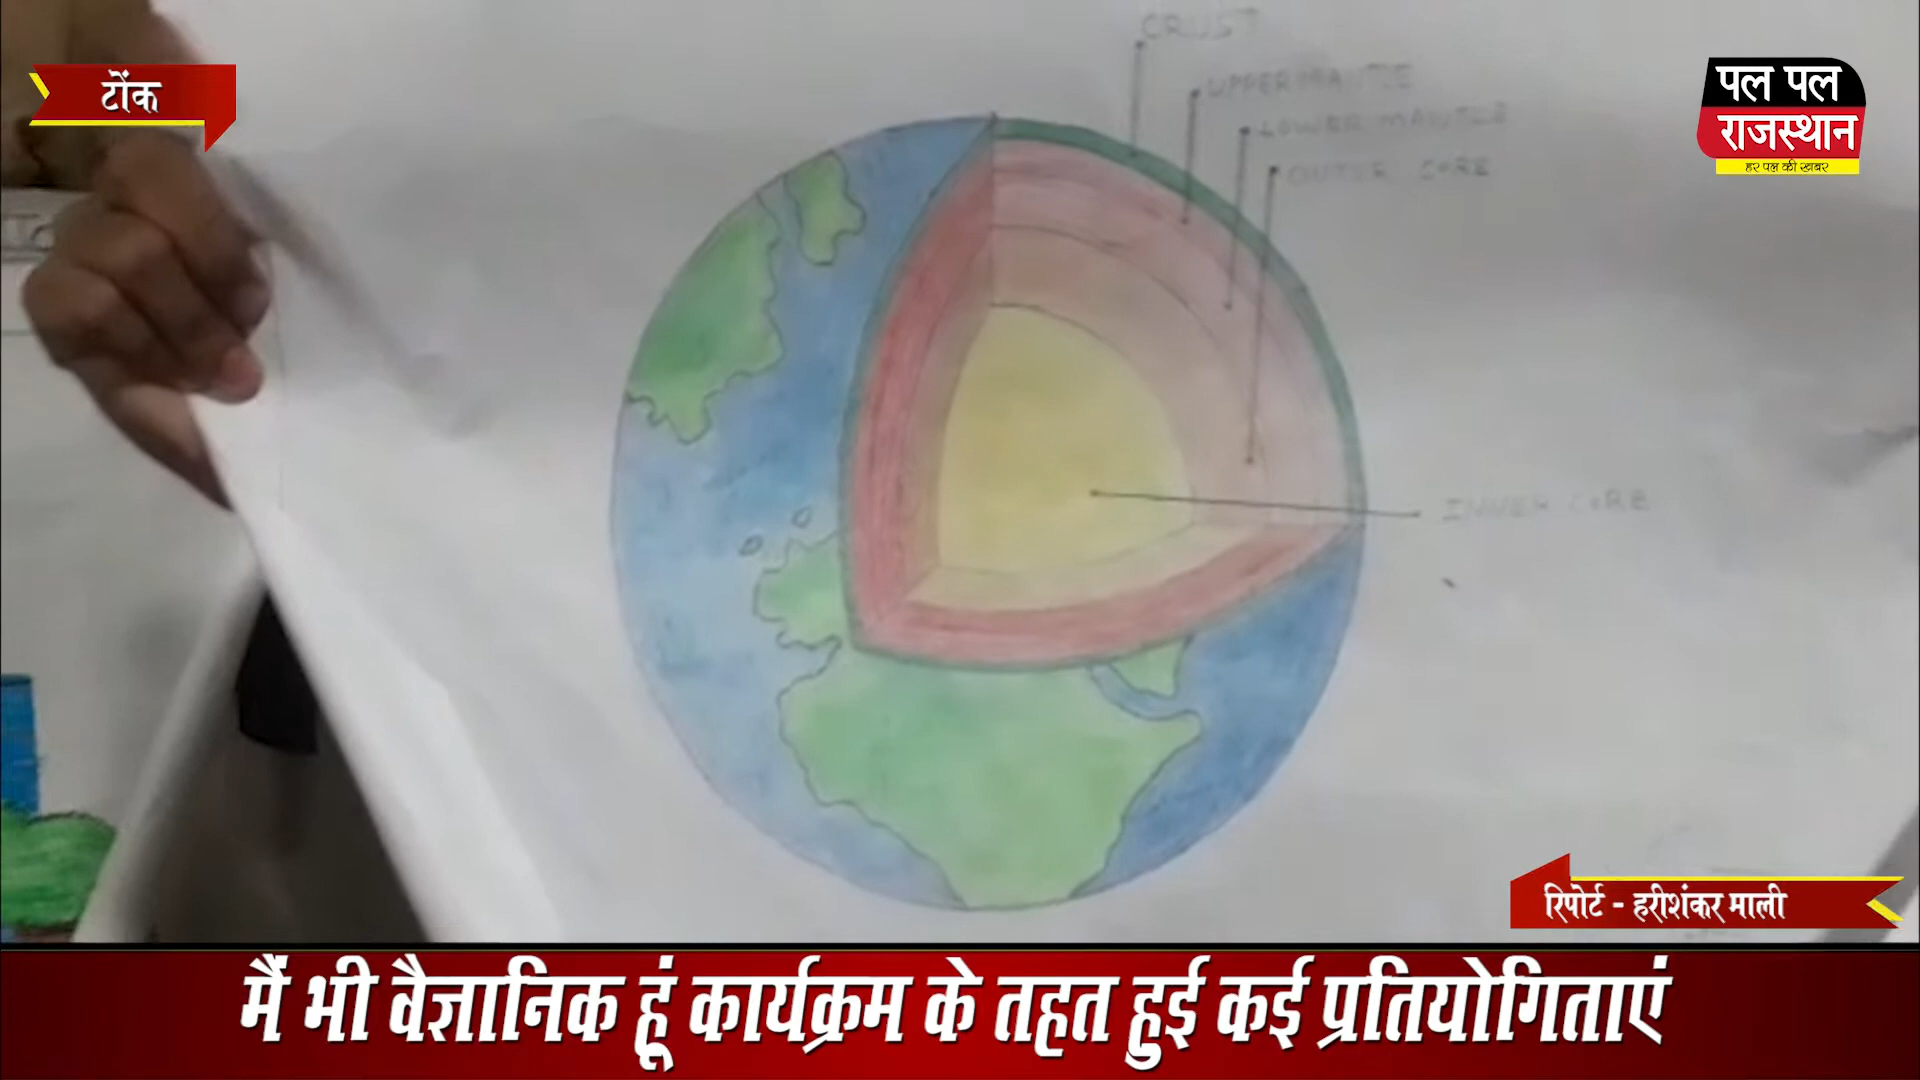 टोंक
पल पल
राजस्थान
हर पल की खबर
CRUST
UPPER MANTLE
LOWER MANTLE
OUTER CORE
INNER CORE
रिपोर्ट - हरीशंकर माली
मैं भी वैज्ञानिक हूं कार्यक्रम के तहत हुई कई प्रतियोगिताएं